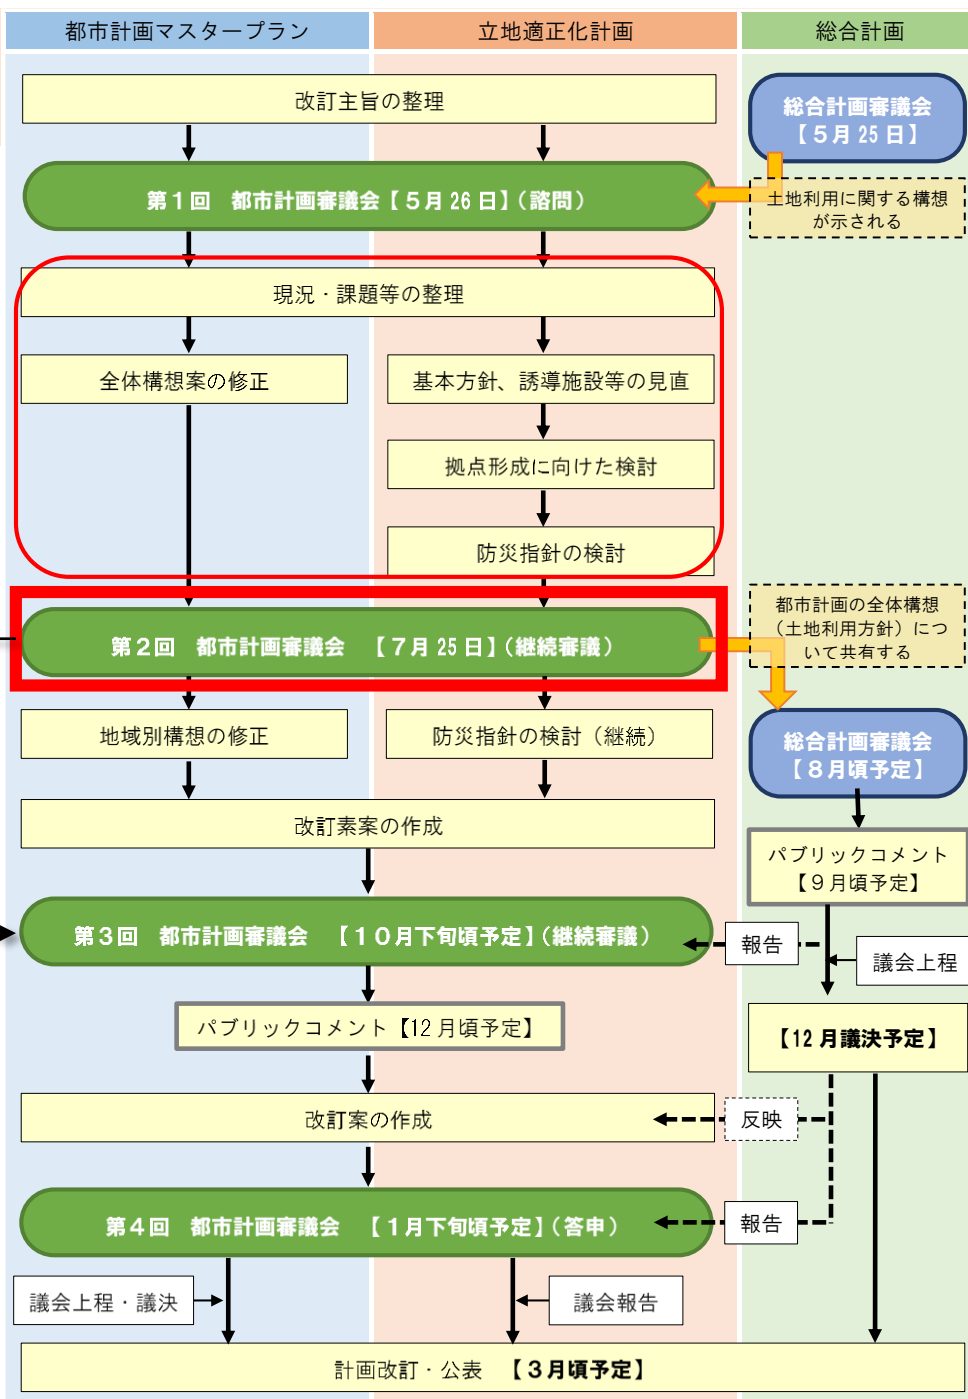 都市計画マスタープラン
立地適正化計画
総合計画
改訂主旨の整理
総合計画審議会
【５月 25 日】
第１回　都市計画審議会【５月 26 日】（諮問）
土地利用に関する構想
が示される
現況・課題等の整理
全体構想案の修正
基本方針、誘導施設等の見直
拠点形成に向けた検討
防災指針の検討
都市計画の全体構想
（土地利用方針）につ
いて共有する
第２回　都市計画審議会　【７月 25 日】（継続審議）
地域別構想の修正
防災指針の検討（継続）
総合計画審議会
【８月頃予定】
改訂素案の作成
パブリックコメント
【９月頃予定】
第３回　都市計画審議会　【１０月下旬頃予定】（継続審議）
報告
議会上程
パブリックコメント【12 月頃予定】
【12 月議決予定】
改訂案の作成
反映
第４回　都市計画審議会　【１月下旬頃予定】（答申）
報告
議会上程・議決
議会報告
計画改訂・公表　【３月頃予定】